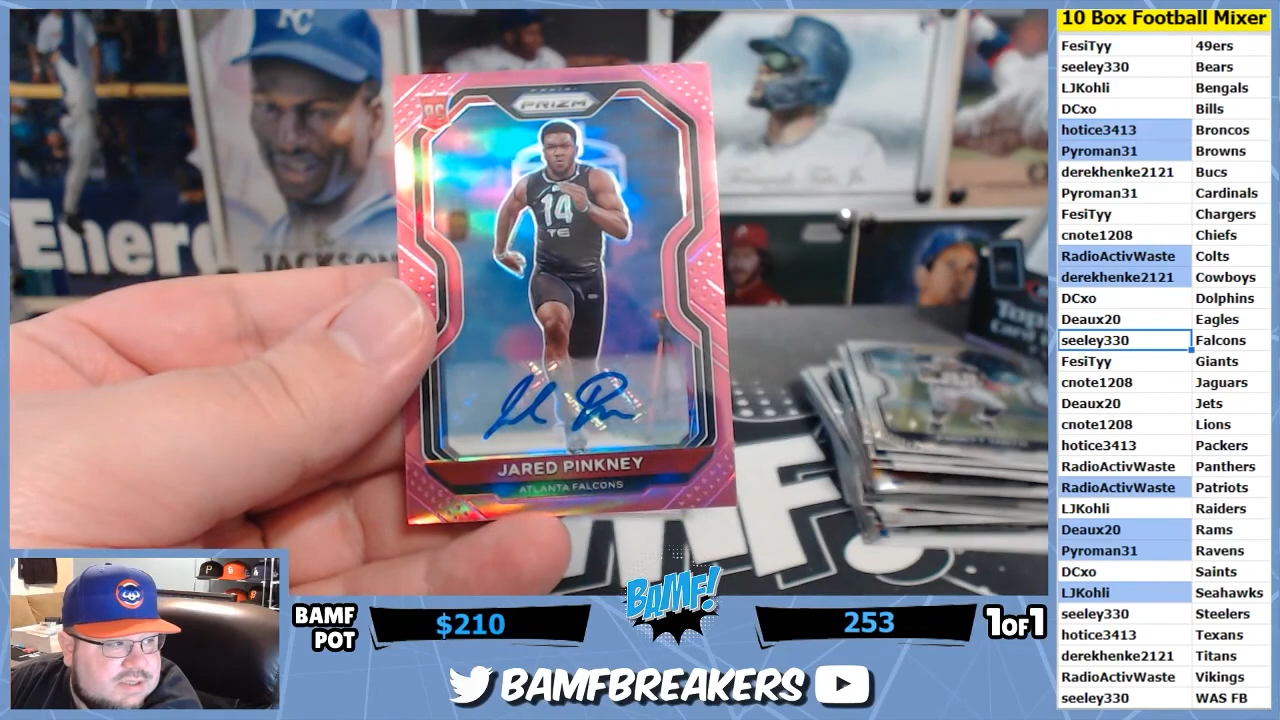 10 Box Football Mixer
FesiTyy 49ers
seeley330 Bears
LJKohli Bengals
DCxo Bills
hotice3413 Broncos
Pyroman31 Browns
derekhenke2121 Bucs
Pyroman31 Cardinals
FesiTyy Chargers
cnote1208 Chiefs
RadioActivWaste Colts
derekhenke2121 Cowboys
DCxo Dolphins
Deaux20 Eagles
seeley330 Falcons
FesiTyy Giants
cnote1208 Jaguars
Deaux20 Jets
cnote1208 Lions
hotice3413 Packers
RadioActivWaste Panthers
RadioActivWaste Patriots
LJKohli Raiders
Deaux20 Rams
Pyroman31 Ravens
DCxo Saints
LJKohli Seahawks
seeley330 Steelers
hotice3413 Texans
derekhenke2121 Titans
RadioActivWaste Vikings
seeley330 WAS FB
KC
Ener
JACKSON
PANINI
PRIZM
RC
14
TE
JARED PINKNEY
ATLANTA FALCONS
Topps
BAMF
POT
$210
BAMF!
253
1OF1
BAMFBREAKERS